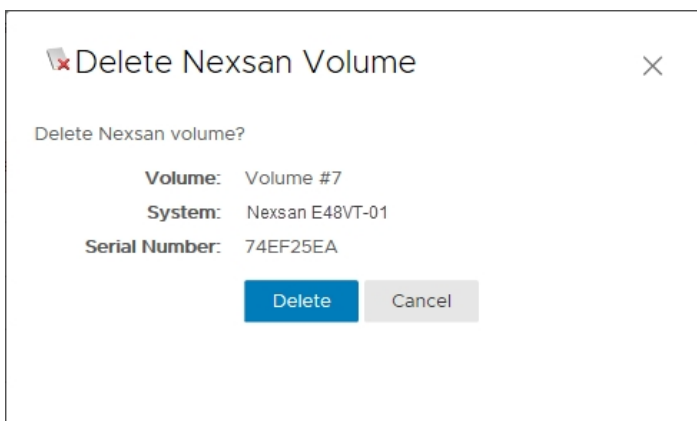 Delete Nexsan Volume
Delete Nexsan volume?
Volume: Volume #7
System: Nexsan E48VT-01
Serial Number: 74EF25EA
Delete Cancel